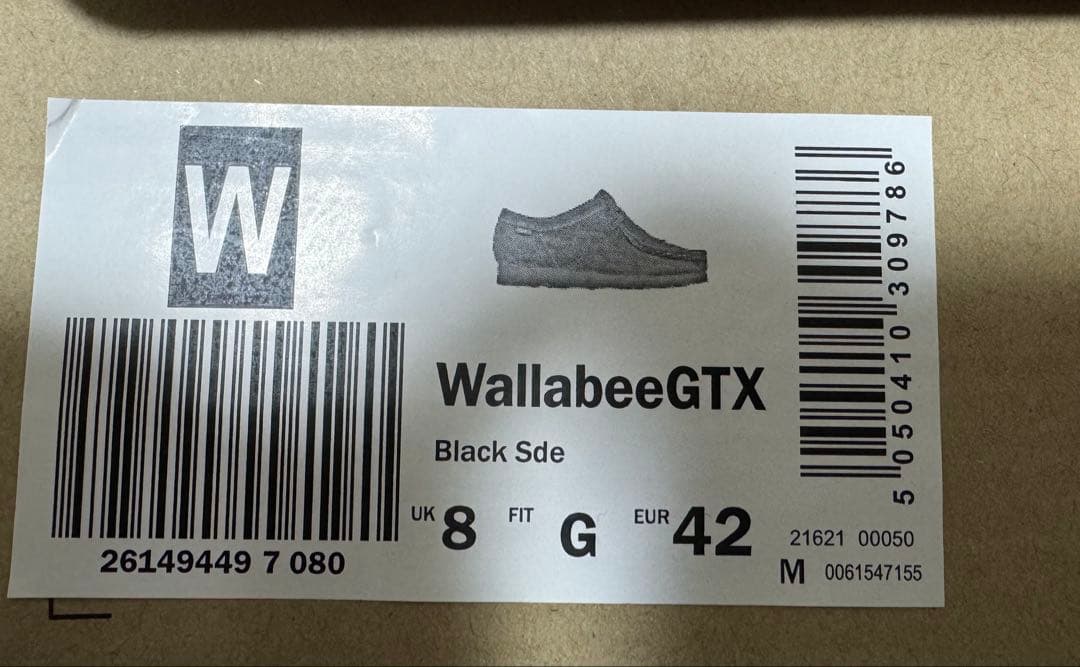 W
WallabeeGTX
Black Sde
UK 8 FIT G EUR 42
26149449 7 080
5 050410 309786
21621 00050
M 0061547155